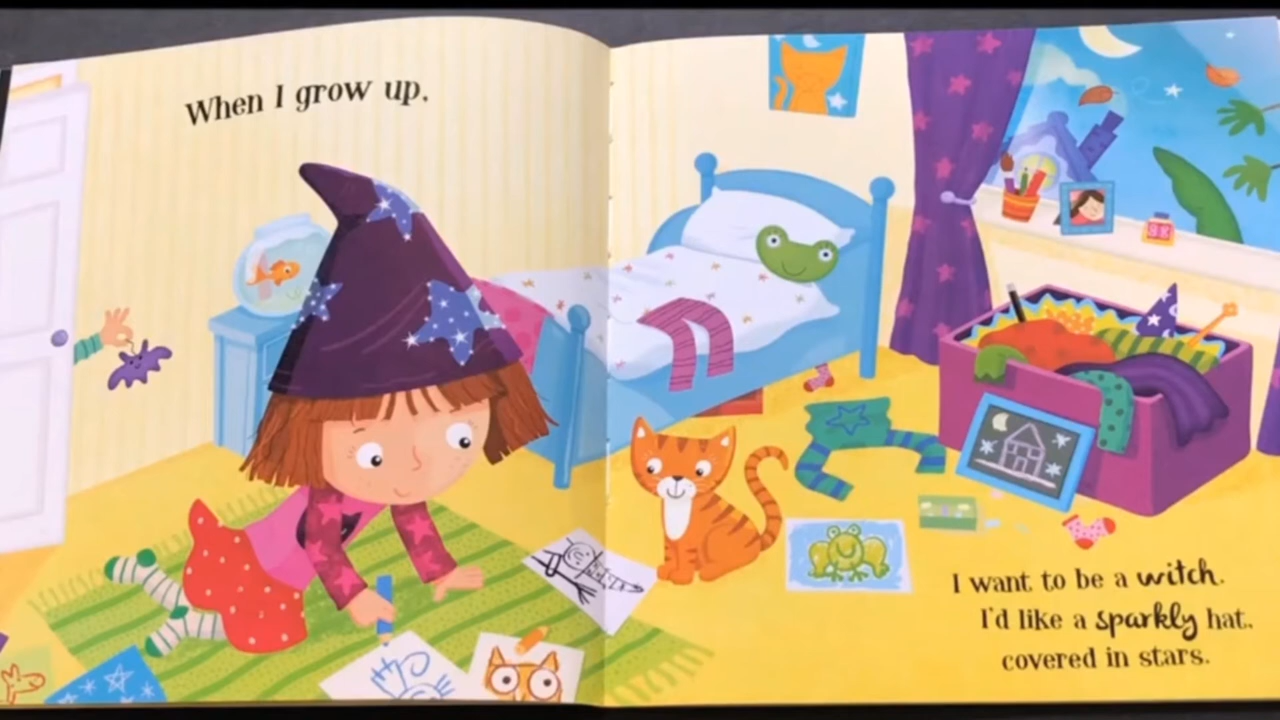 When I grow up,
I want to be a witch.
I'd like a sparkly hat,
covered in stars.